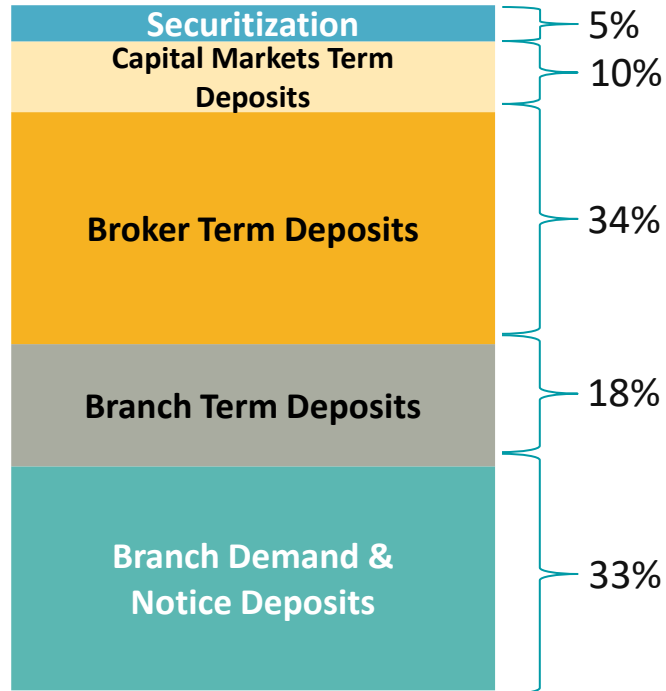 Securitization
5%
Capital Markets Term
Deposits
10%
Broker Term Deposits
34%
Branch Term Deposits
18%
Branch Demand &
Notice Deposits
33%